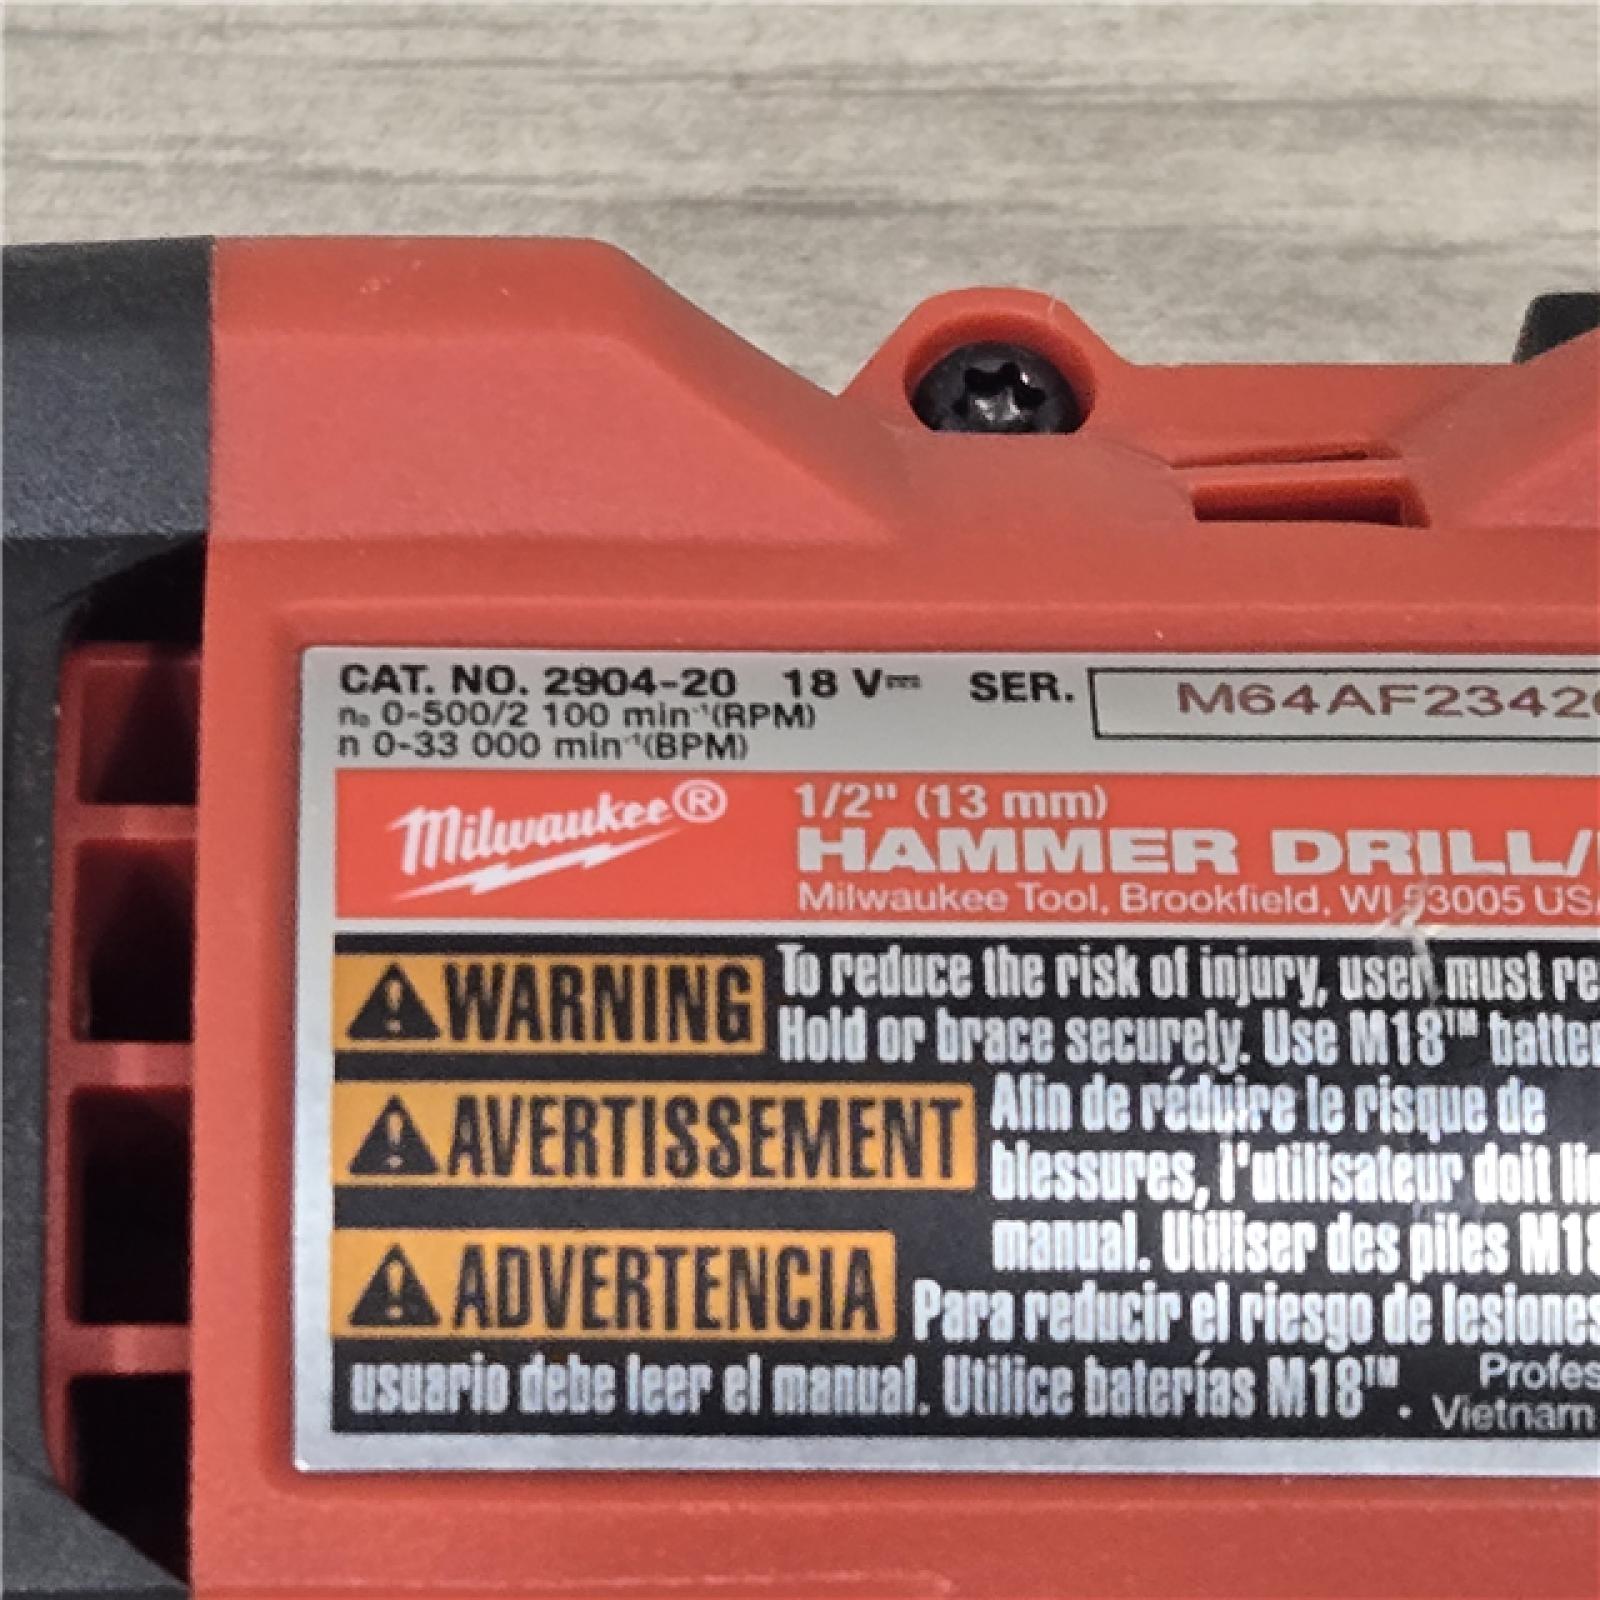 CAT. NO. 2904-20 18 V⎓ SER. M64AF2342
n₀ 0-500/2 100 min⁻¹(RPM)
n 0-33 000 min⁻¹(BPM)
Milwaukee®
1/2" (13 mm)
HAMMER DRILL/
Milwaukee Tool, Brookfield, WI 53005 US
WARNING To reduce the risk of injury, user must re
Hold or brace securely. Use M18™ batter
AVERTISSEMENT Afin de réduire le risque de
blessures, l'utilisateur doit li
manual. Utiliser des piles M18
ADVERTENCIA Para reducir el riesgo de lesiones
usuario debe leer el manual. Utilice baterías M18™.
Profes
• Vietnam